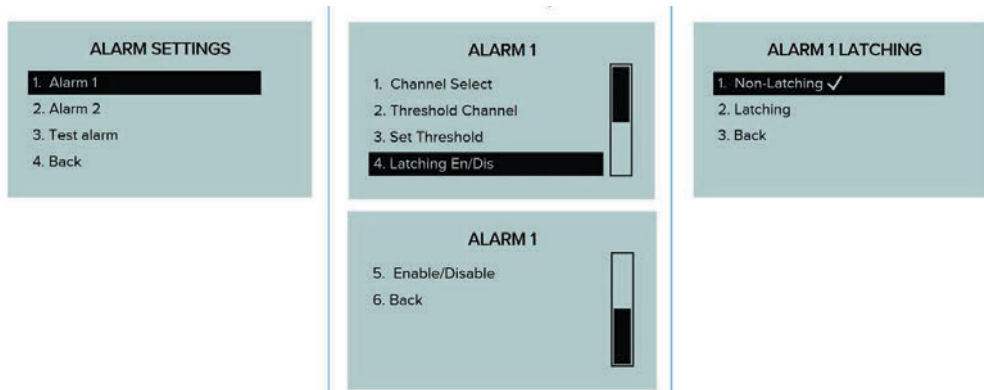 ALARM SETTINGS
1. Alarm 1
2. Alarm 2
3. Test alarm
4. Back
ALARM 1
1. Channel Select
2. Threshold Channel
3. Set Threshold
4. Latching En/Dis
ALARM 1
5. Enable/Disable
6. Back
ALARM 1 LATCHING
1. Non-Latching ✓
2. Latching
3. Back